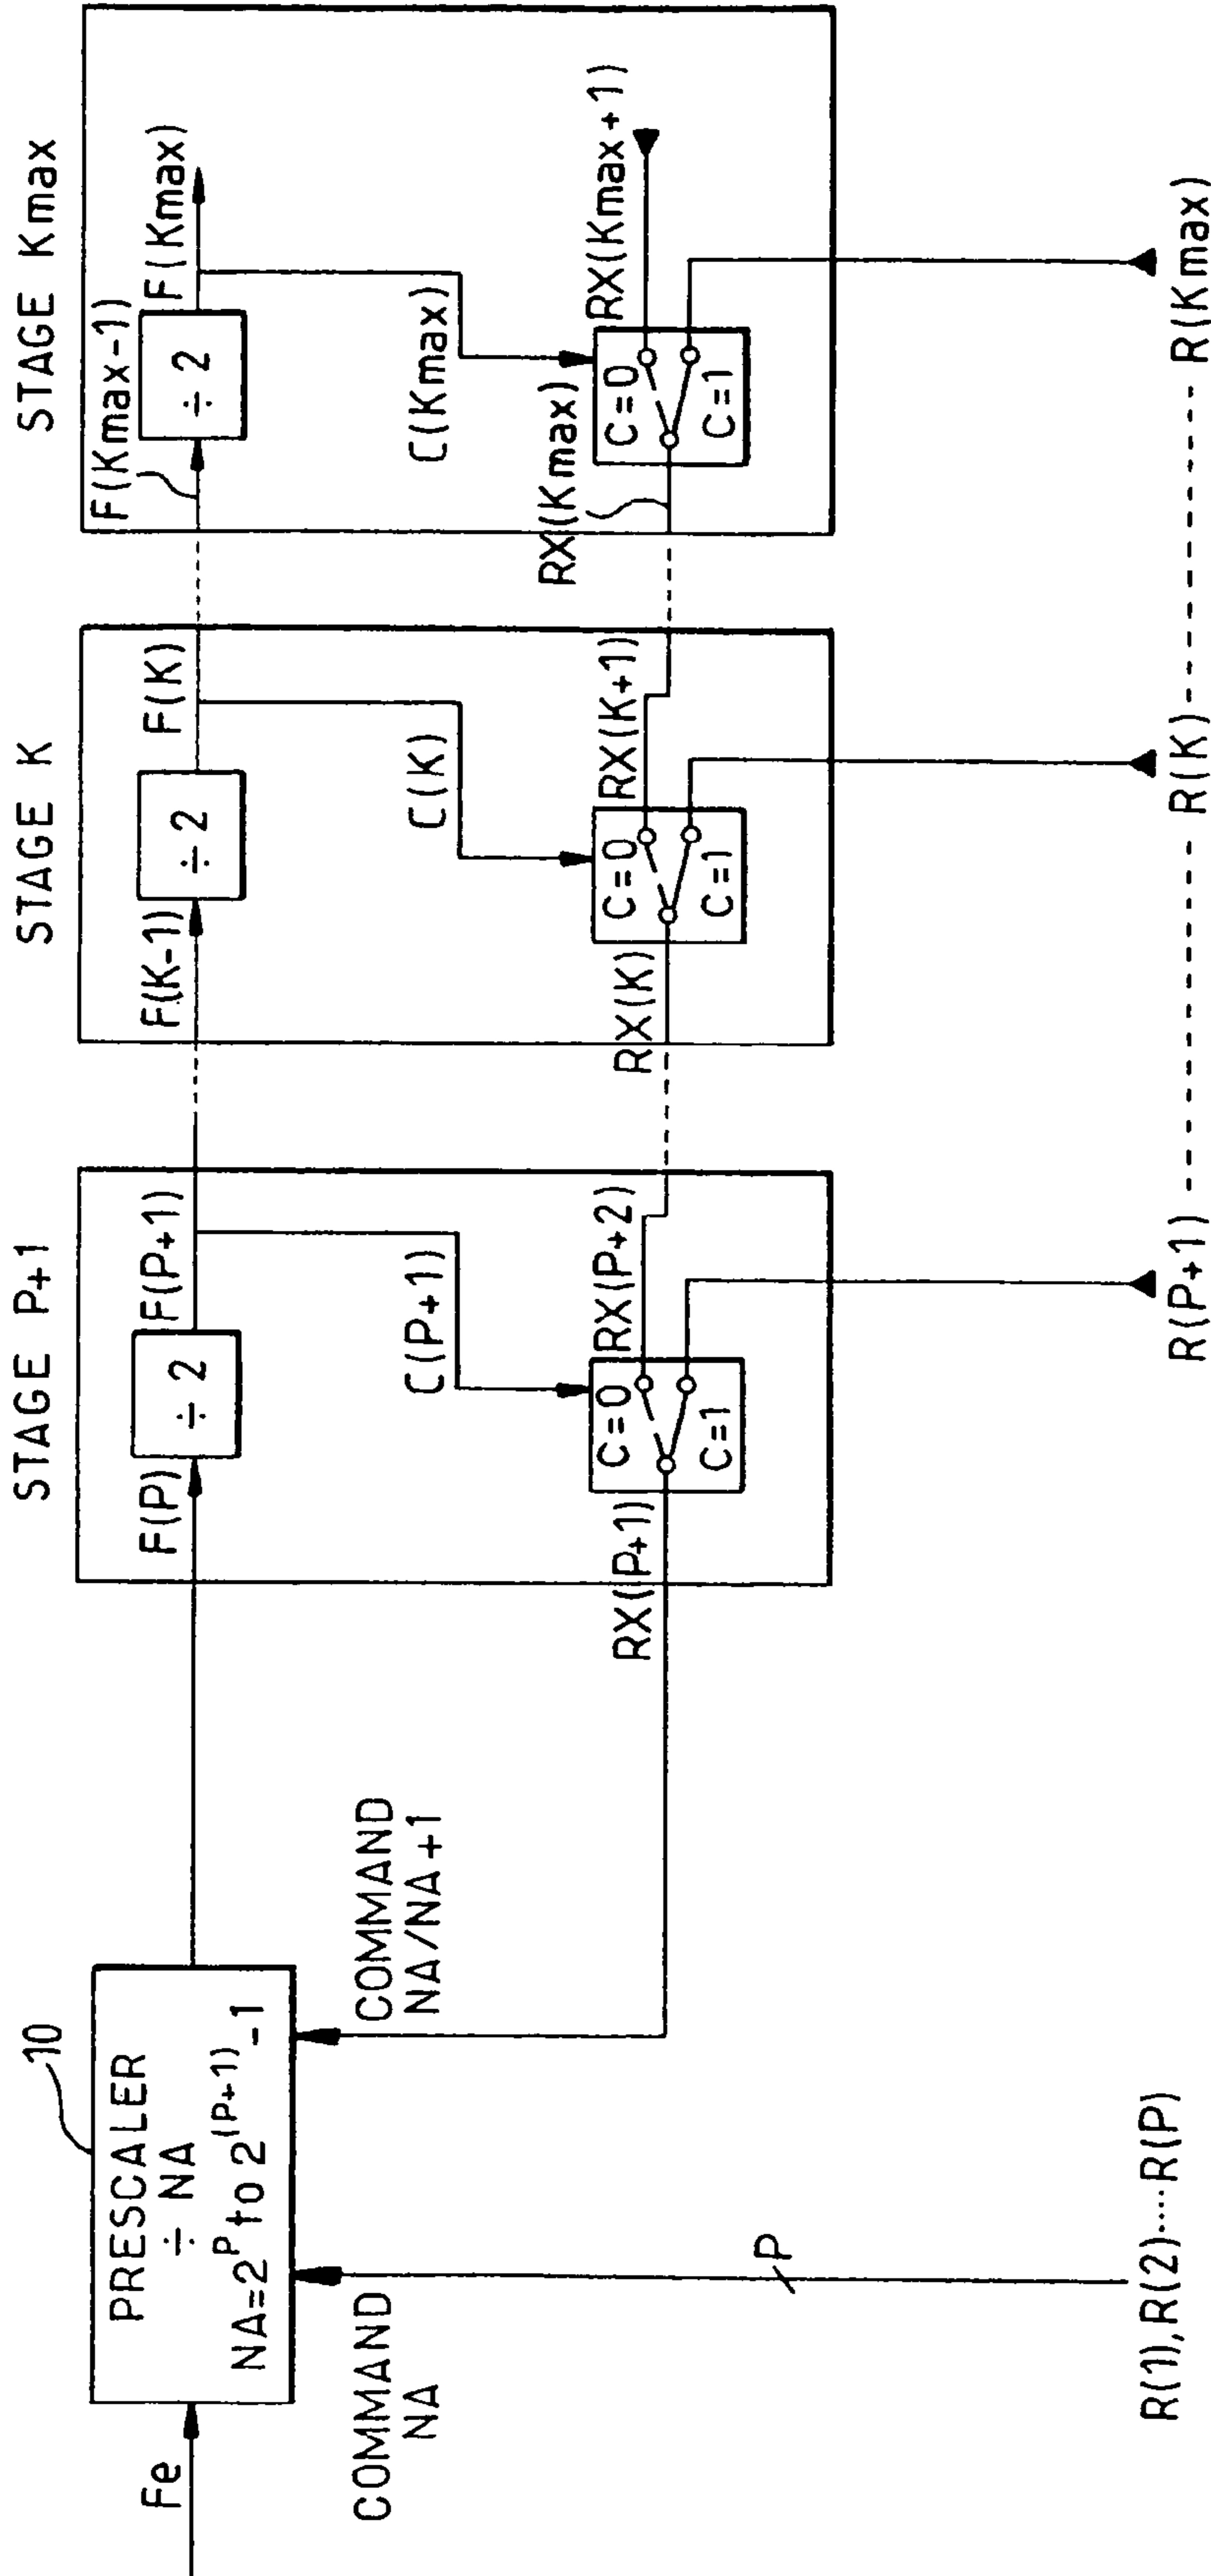 Fe
PRESCALER
÷ NA
NA=2^P to 2^(P+1)-1
10
COMMAND
NA
COMMAND
NA/NA+1
P
R(1),R(2)....R(P)
STAGE P+1
F(P)
÷ 2
F(P+1)
C(P+1)
RX(P+1)
C=0
C=1
RX(P+2)
R(P+1)
STAGE K
F(K-1)
÷ 2
F(K)
C(K)
RX(K)
C=0
C=1
RX(K+1)
R(K)
STAGE Kmax
F(Kmax-1)
÷ 2
F(Kmax)
C(Kmax)
RX(Kmax)
C=0
C=1
RX(Kmax+1)
R(Kmax)